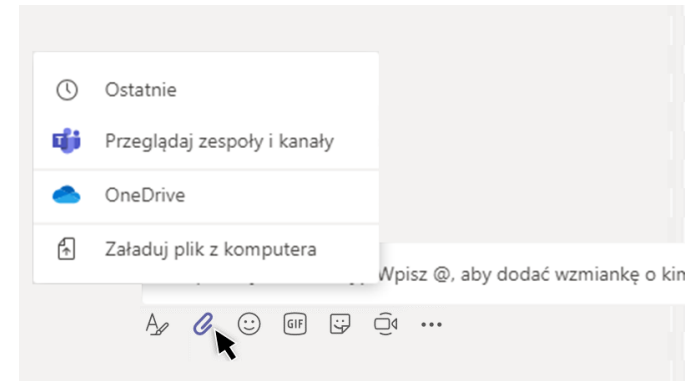 Ostatnie
Przeglądaj zespoły i kanały
OneDrive
Załaduj plik z komputera
Wpisz @, aby dodać wzmiankę o kim
GIF